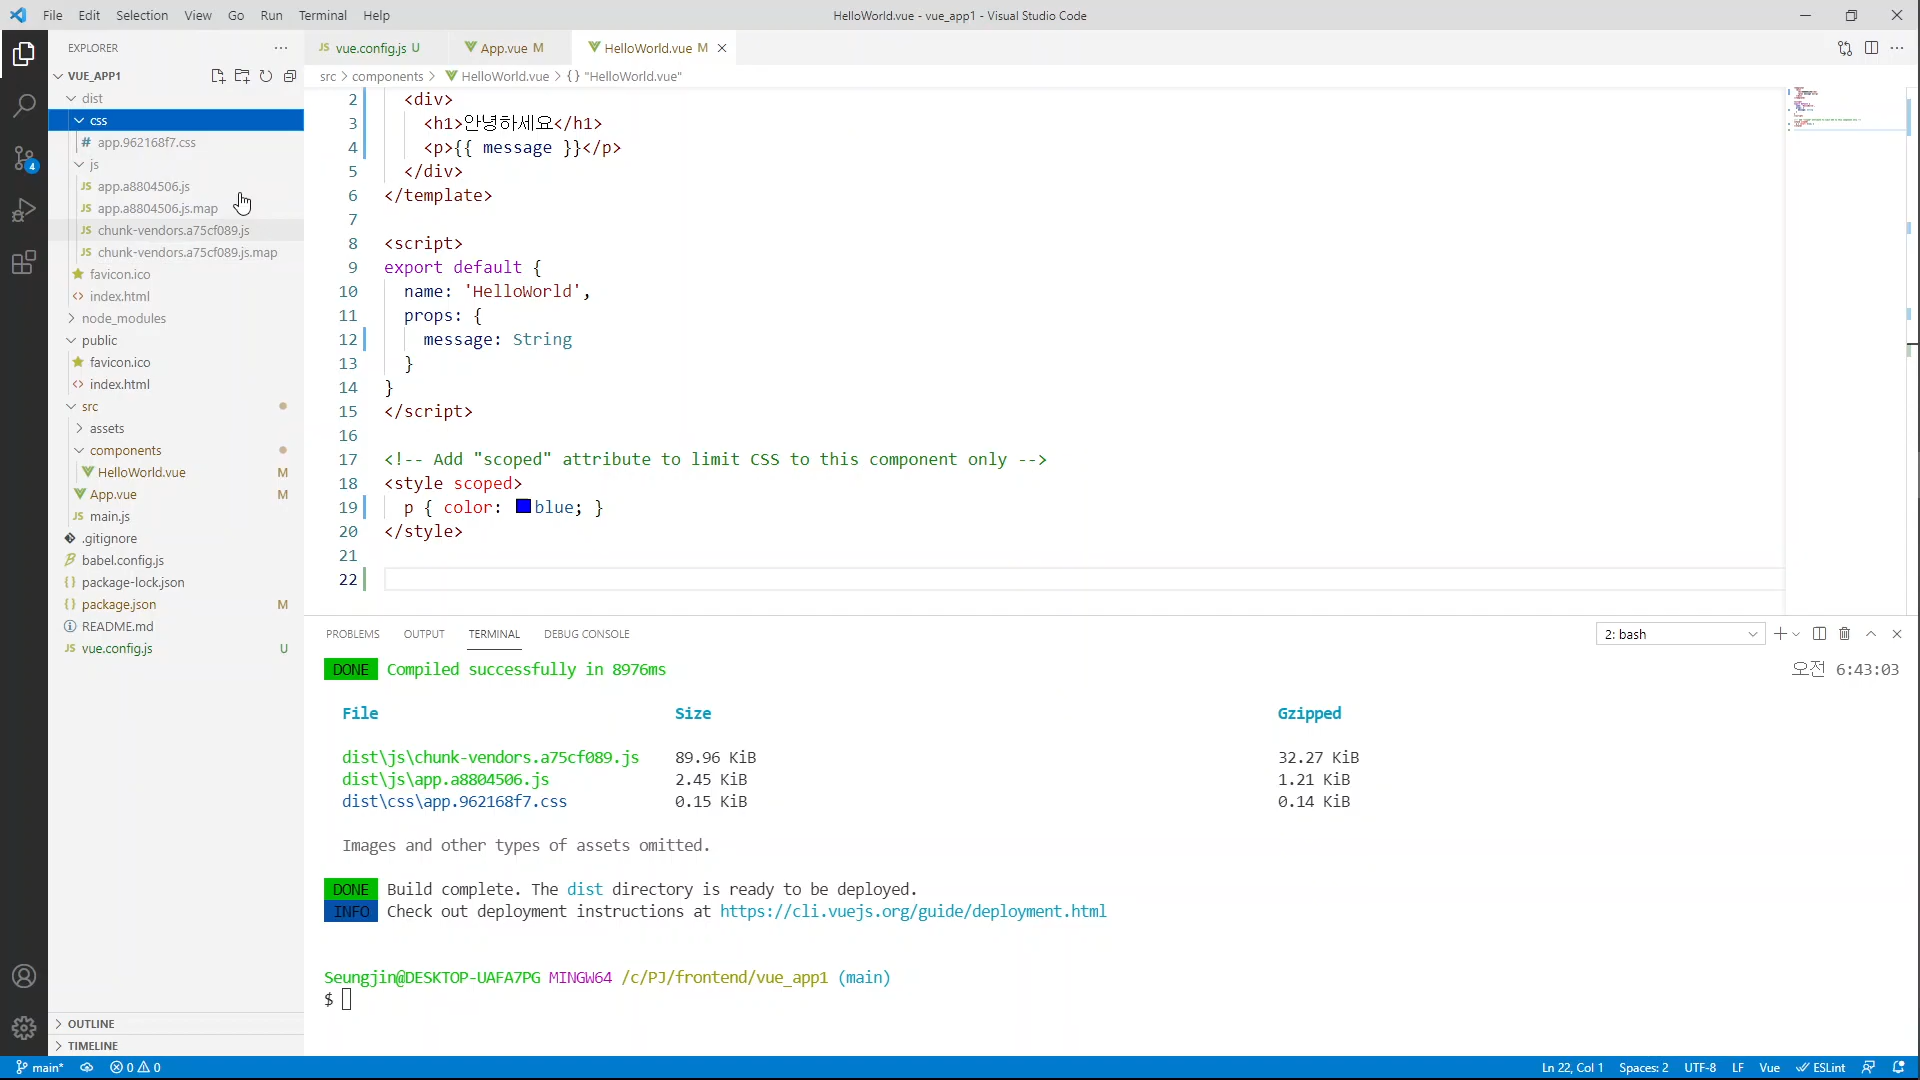 File Edit Selection View Go Run Terminal Help
HelloWorld.vue - vue_app1 - Visual Studio Code
EXPLORER
VUE_APP1
dist
css
# app.962168f7.css
js
JS app.a8804506.js
JS app.a8804506.js.map
JS chunk-vendors.a75cf089.js
JS chunk-vendors.a75cf089.js.map
favicon.ico
<> index.html
node_modules
public
favicon.ico
<> index.html
src
assets
components
HelloWorld.vue M
App.vue M
JS main.js
.gitignore
babel.config.js
{} package-lock.json
{} package.json M
README.md
JS vue.config.js U
OUTLINE
TIMELINE
4
JS vue.config.js U
App.vue M
HelloWorld.vue M
src > components > HelloWorld.vue > {} "HelloWorld.vue"
2 <div>
3 <h1>안녕하세요</h1>
4 <p>{{ message }}</p>
5 </div>
6 </template>
7
8 <script>
9 export default {
10 name: 'HelloWorld',
11 props: {
12 message: String
13 }
14 }
15 </script>
16
17 <!-- Add "scoped" attribute to limit CSS to this component only -->
18 <style scoped>
19 p { color: blue; }
20 </style>
21
22
PROBLEMS OUTPUT TERMINAL DEBUG CONSOLE
2: bash
DONE Compiled successfully in 8976ms 오전 6:43:03
File Size Gzipped
dist\js\chunk-vendors.a75cf089.js 89.96 KiB 32.27 KiB
dist\js\app.a8804506.js 2.45 KiB 1.21 KiB
dist\css\app.962168f7.css 0.15 KiB 0.14 KiB
Images and other types of assets omitted.
DONE Build complete. The dist directory is ready to be deployed.
INFO Check out deployment instructions at https://cli.vuejs.org/guide/deployment.html
Seungjin@DESKTOP-UAFA7PG MINGW64 /c/PJ/frontend/vue_app1 (main)
$
main* 0 0
Ln 22, Col 1 Spaces: 2 UTF-8 LF Vue ESLint